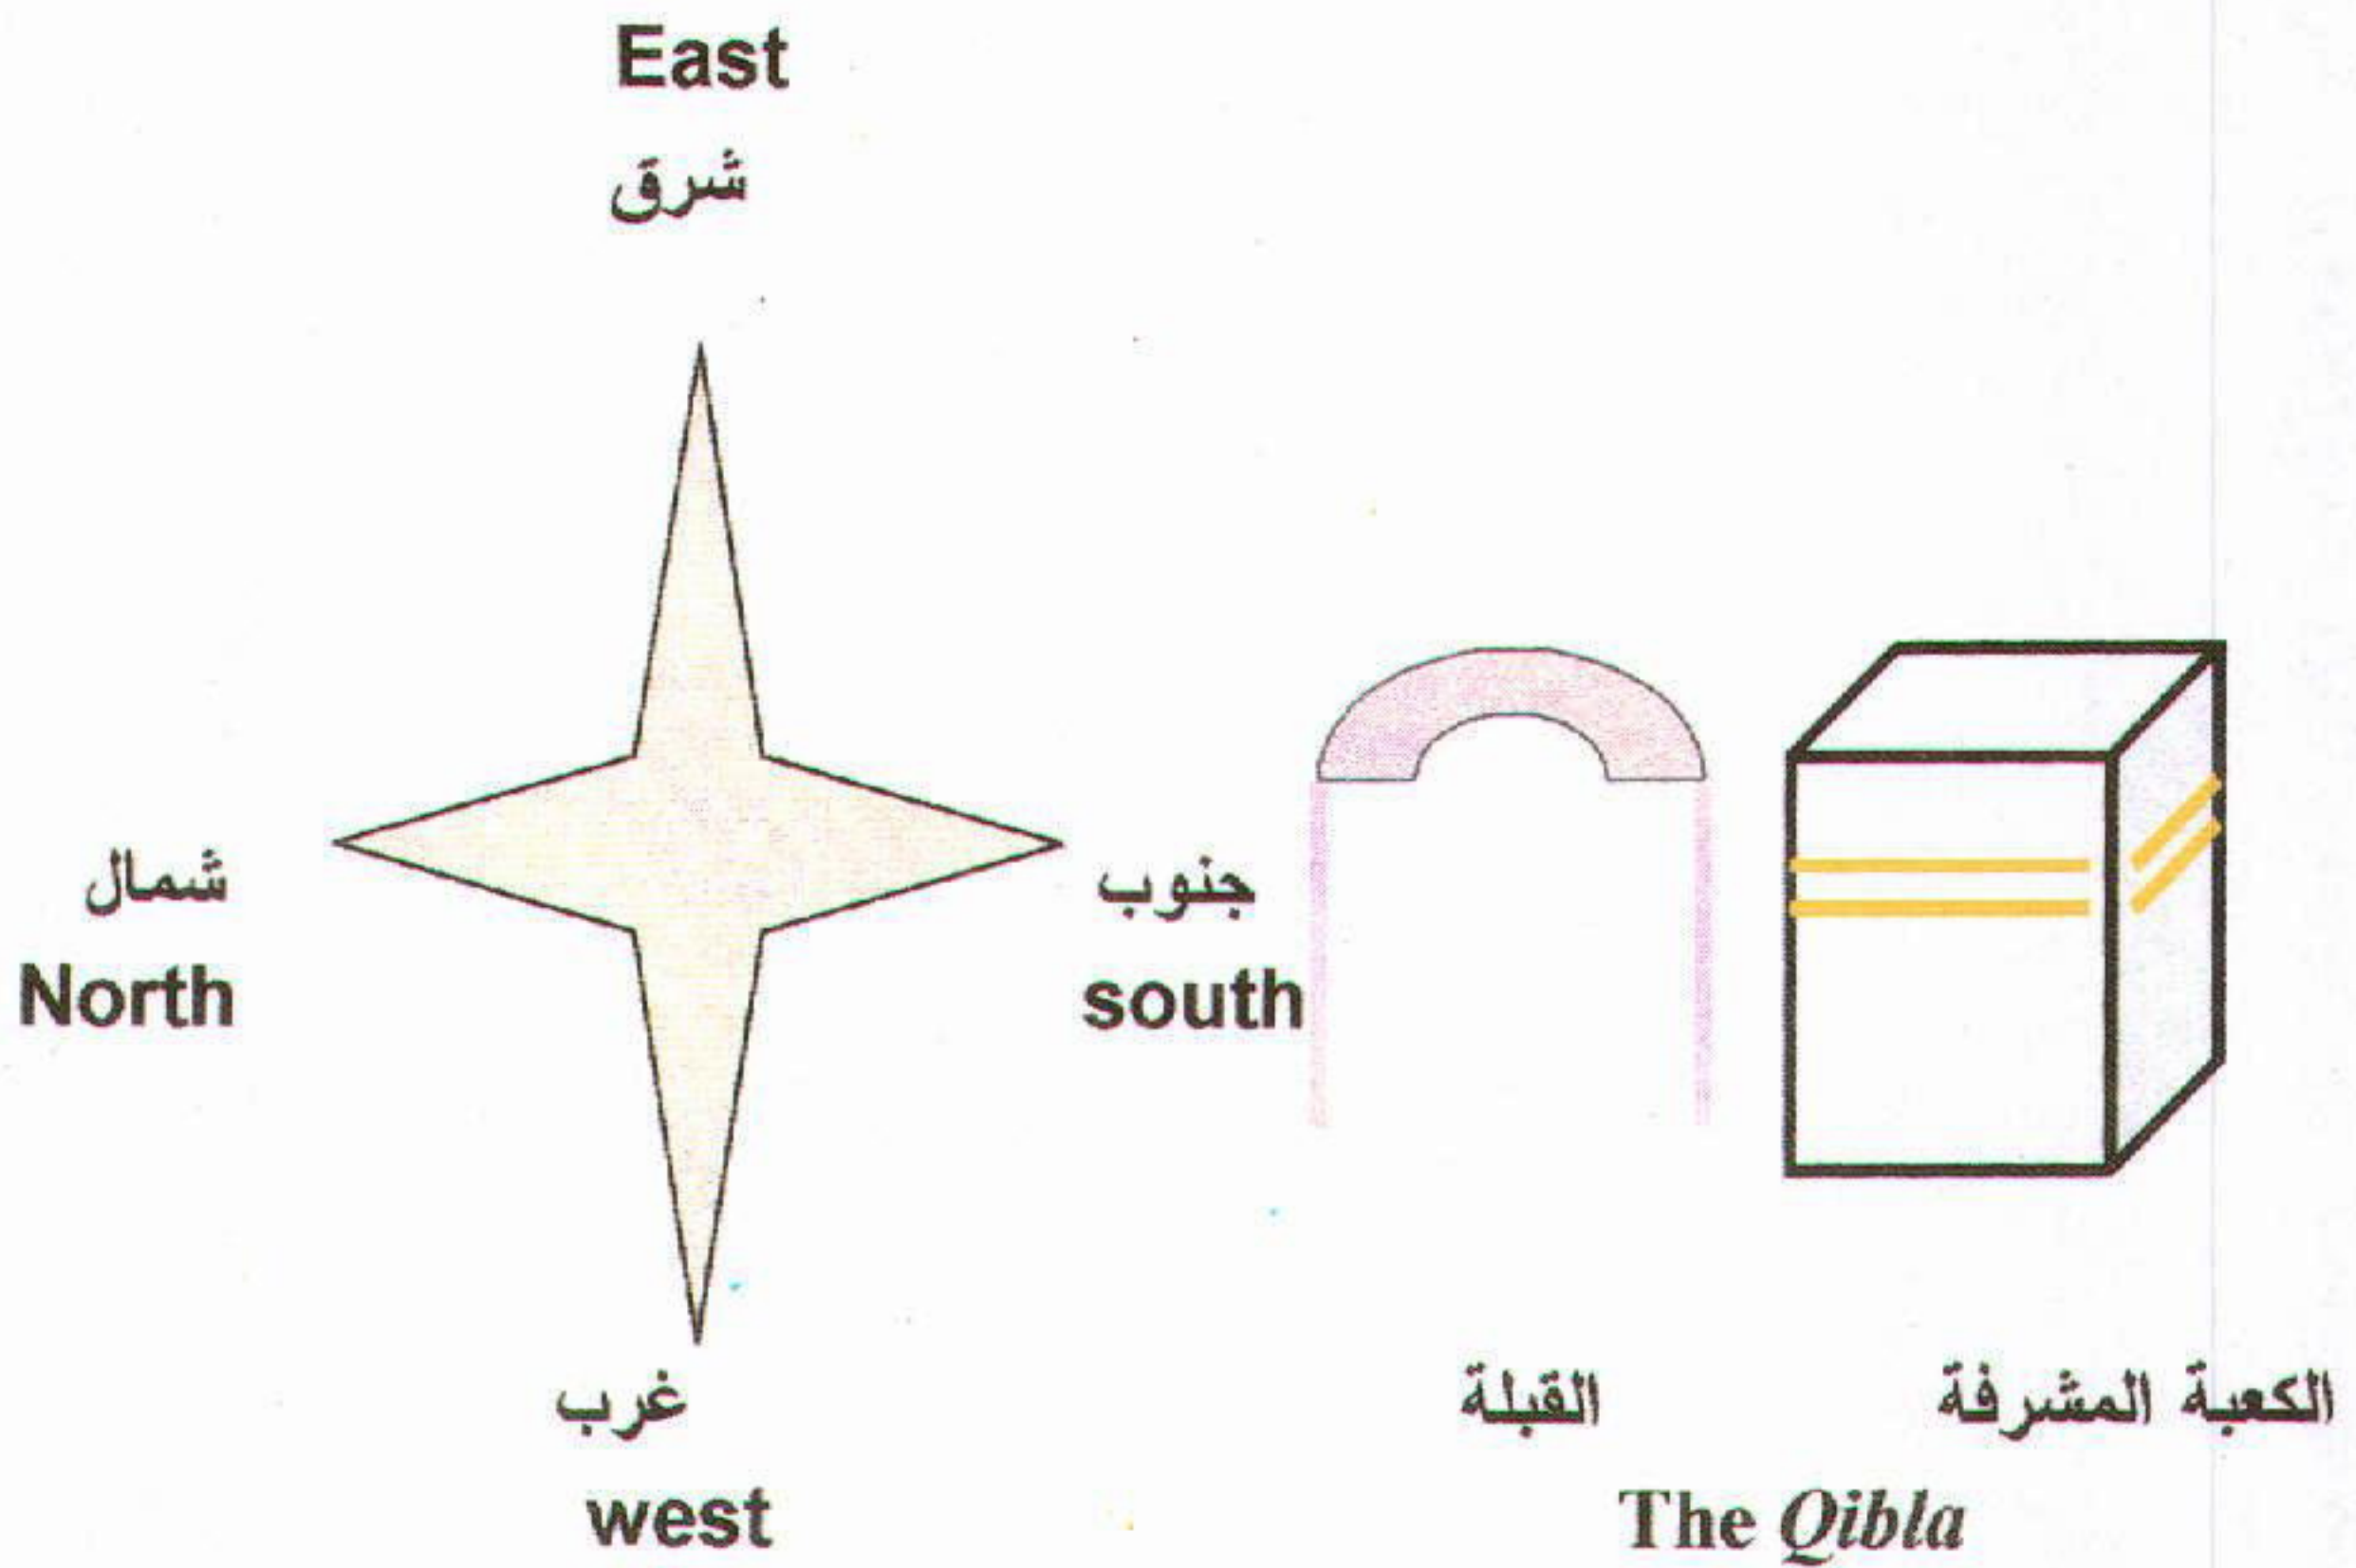 East
شرق
شمال
North
جنوب
south
غرب
west
القبلة
الكعبة المشرفة
The Qibla